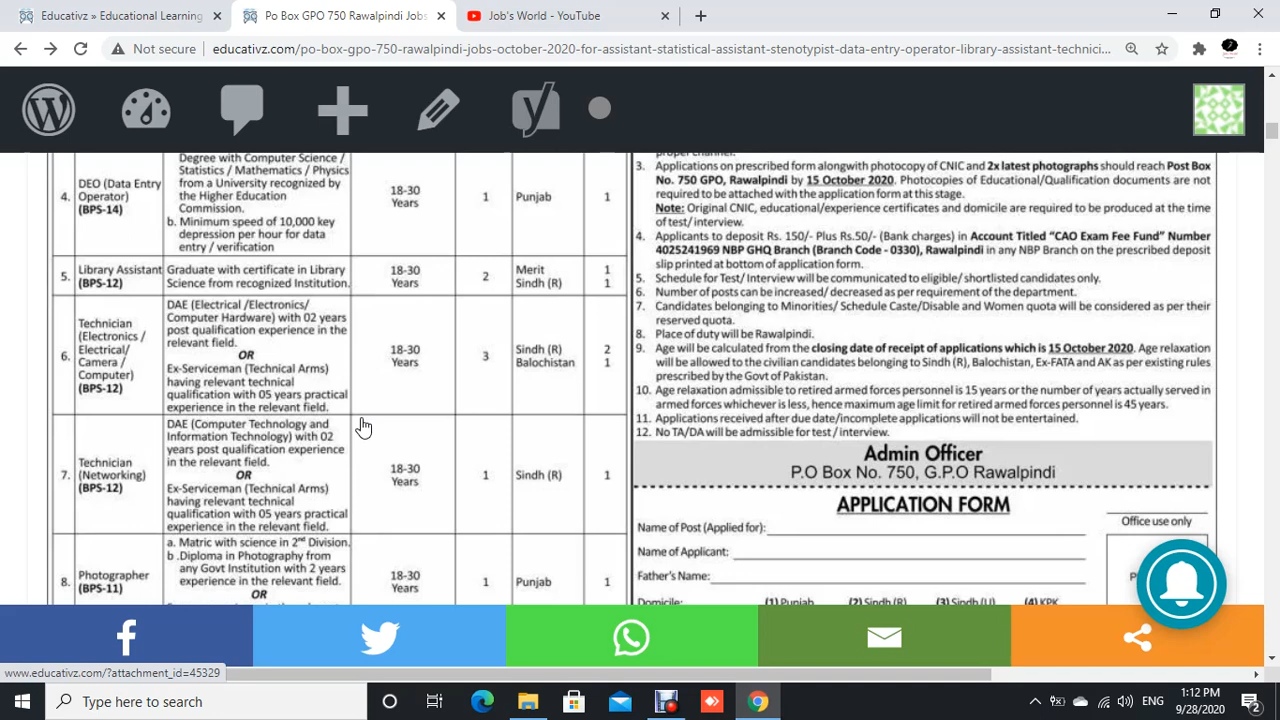 Educativz » Educational Learning
Po Box GPO 750 Rawalpindi Jobs
Job's World - YouTube
Not secure
educativz.com/po-box-gpo-750-rawalpindi-jobs-october-2020-for-assistant-statistical-assistant-stenotypist-data-entry-operator-library-assistant-technici...
4.
DEO (Data Entry
Operator)
(BPS-14)
Degree with Computer Science /
Statistics / Mathematics / Physics
from a University recognized by
the Higher Education
Commission.
b. Minimum speed of 10,000 key
depression per hour for data
entry / verification
18-30
Years
1
Punjab
1
5.
Library Assistant
(BPS-12)
Graduate with certificate in Library
Science from recognized Institution.
18-30
Years
2
Merit
Sindh (R)
1
1
6.
Technician
(Electronics /
Electrical/
Camera /
Computer)
(BPS-12)
DAE (Electrical /Electronics/
Computer Hardware) with 02 years
post qualification experience in the
relevant field.
OR
Ex-Serviceman (Technical Arms)
having relevant technical
qualification with 05 years practical
experience in the relevant field.
18-30
Years
3
Sindh (R)
Balochistan
2
1
7.
Technician
(Networking)
(BPS-12)
DAE (Computer Technology and
Information Technology) with 02
years post qualification experience
in the relevant field.
OR
Ex-Serviceman (Technical Arms)
having relevant technical
qualification with 05 years practical
experience in the relevant field.
18-30
Years
1
Sindh (R)
1
8.
Photographer
(BPS-11)
a. Matric with science in 2nd Division.
b .Diploma in Photography from
any Govt Institution with 2 years
experience in the relevant field.
OR
18-30
Years
1
Punjab
1
proper channel.
3. Applications on prescribed form alongwith photocopy of CNIC and 2x latest photographs should reach Post Box
No. 750 GPO, Rawalpindi by 15 October 2020. Photocopies of Educational/Qualification documents are not
required to be attached with the application form at this stage.
Note: Original CNIC, educational/experience certificates and domicile are required to be produced at the time
of test/interview.
4. Applicants to deposit Rs. 150/- Plus Rs.50/- (Bank charges) in Account Titled “CAO Exam Fee Fund” Number
4025241969 NBP GHQ Branch (Branch Code - 0330), Rawalpindi in any NBP Branch on the prescribed deposit
slip printed at bottom of application form.
5. Schedule for Test/ Interview will be communicated to eligible/ shortlisted candidates only.
6. Number of posts can be increased/ decreased as per requirement of the department.
7. Candidates belonging to Minorities/ Schedule Caste/Disable and Women quota will be considered as per their
reserved quota.
8. Place of duty will be Rawalpindi.
9. Age will be calculated from the closing date of receipt of applications which is 15 October 2020. Age relaxation
will be allowed to the civilian candidates belonging to Sindh (R), Balochistan, Ex-FATA and AK as per existing rules
prescribed by the Govt of Pakistan.
10. Age relaxation admissible to retired armed forces personnel is 15 years or the number of years actually served in
armed forces whichever is less, hence maximum age limit for retired armed forces personnel is 45 years.
11. Applications received after due date/incomplete applications will not be entertained.
12. No TA/DA will be admissible for test / interview.
Admin Officer
P.O Box No. 750, G.P.O Rawalpindi
APPLICATION FORM
Office use only
Name of Post (Applied for):
Name of Applicant:
Father's Name:
Domicile: (1) Punjab (2) Sindh (R) (3) Sindh (U) (4) KPK
www.educativz.com/?attachment_id=45329
Type here to search
ENG
1:12 PM
9/28/2020
2